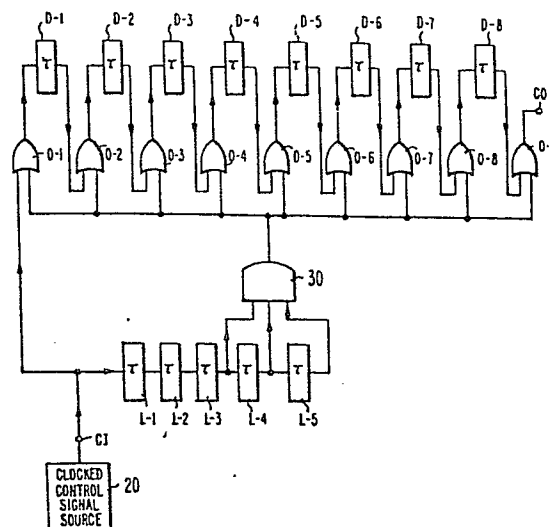 D-1 D-2 D-3 D-4 D-5 D-6 D-7 D-8
τ τ τ τ τ τ τ τ
CO
O-1 O-2 O-3 O-4 O-5 O-6 O-7 O-8 O-
30
τ τ τ τ τ
L-1 L-2 L-3 L-4 L-5
CI
CLOCKED
CONTROL
SIGNAL
SOURCE
20